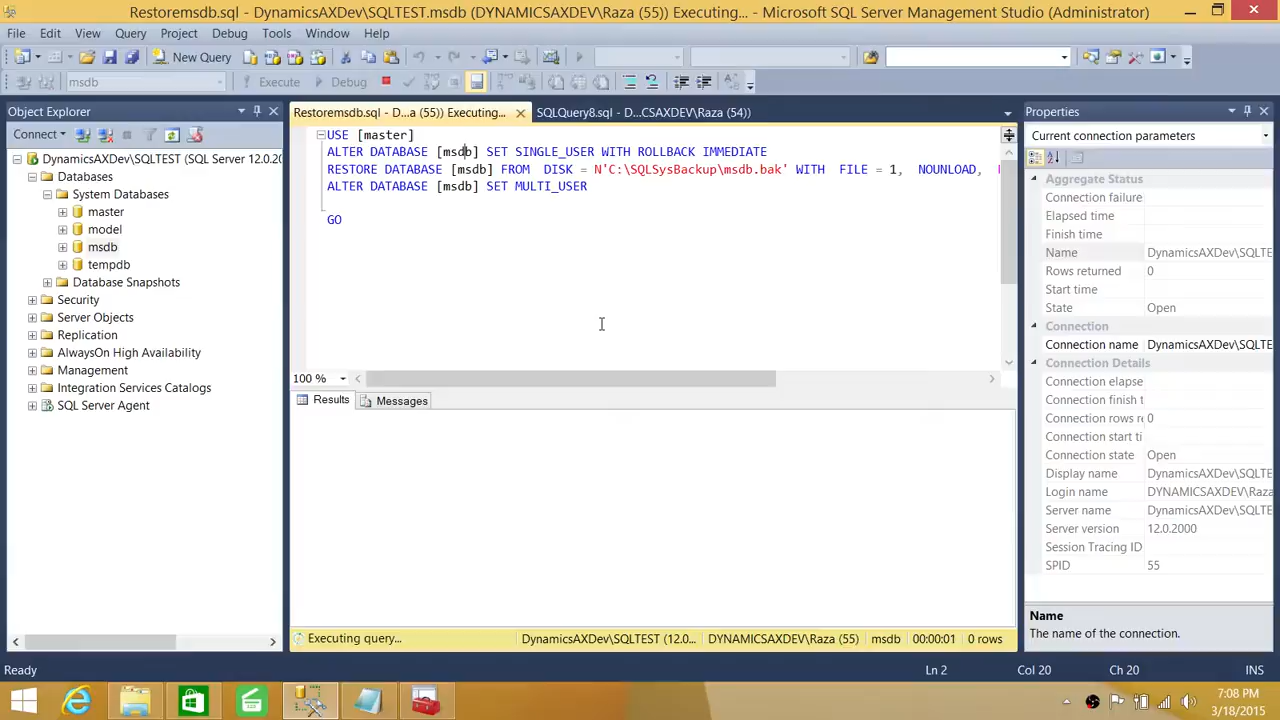 Restoremsdb.sql - DynamicsAXDev\SQLTEST.msdb (DYNAMICSAXDEV\Raza (55)) Executing... - Microsoft SQL Server Management Studio (Administrator)
File Edit View Query Project Debug Tools Window Help
New Query
msdb Execute Debug
Object Explorer
Connect
DynamicsAXDev\SQLTEST (SQL Server 12.0.20
Databases
System Databases
master
model
msdb
tempdb
Database Snapshots
Security
Server Objects
Replication
AlwaysOn High Availability
Management
Integration Services Catalogs
SQL Server Agent
Restoremsdb.sql - D...a (55)) Executing... SQLQuery8.sql - D...CSAXDEV\Raza (54))
USE [master]
ALTER DATABASE [msdb] SET SINGLE_USER WITH ROLLBACK IMMEDIATE
RESTORE DATABASE [msdb] FROM DISK = N'C:\SQLSysBackup\msdb.bak' WITH FILE = 1, NOUNLOAD,
ALTER DATABASE [msdb] SET MULTI_USER
GO
100 %
Results Messages
Executing query... DynamicsAXDev\SQLTEST (12.0... DYNAMICSAXDEV\Raza (55) msdb 00:00:01 0 rows
Properties
Current connection parameters
Aggregate Status
Connection failure
Elapsed time
Finish time
Name DynamicsAXDev\SQLTE
Rows returned 0
Start time
State Open
Connection
Connection name DynamicsAXDev\SQLTE
Connection Details
Connection elapse
Connection finish t
Connection rows re 0
Connection start ti
Connection state Open
Display name DynamicsAXDev\SQLTE
Login name DYNAMICSAXDEV\Raza
Server name DynamicsAXDev\SQLTE
Server version 12.0.2000
Session Tracing ID
SPID 55
Name
The name of the connection.
Ready Ln 2 Col 20 Ch 20 INS
7:08 PM
3/18/2015